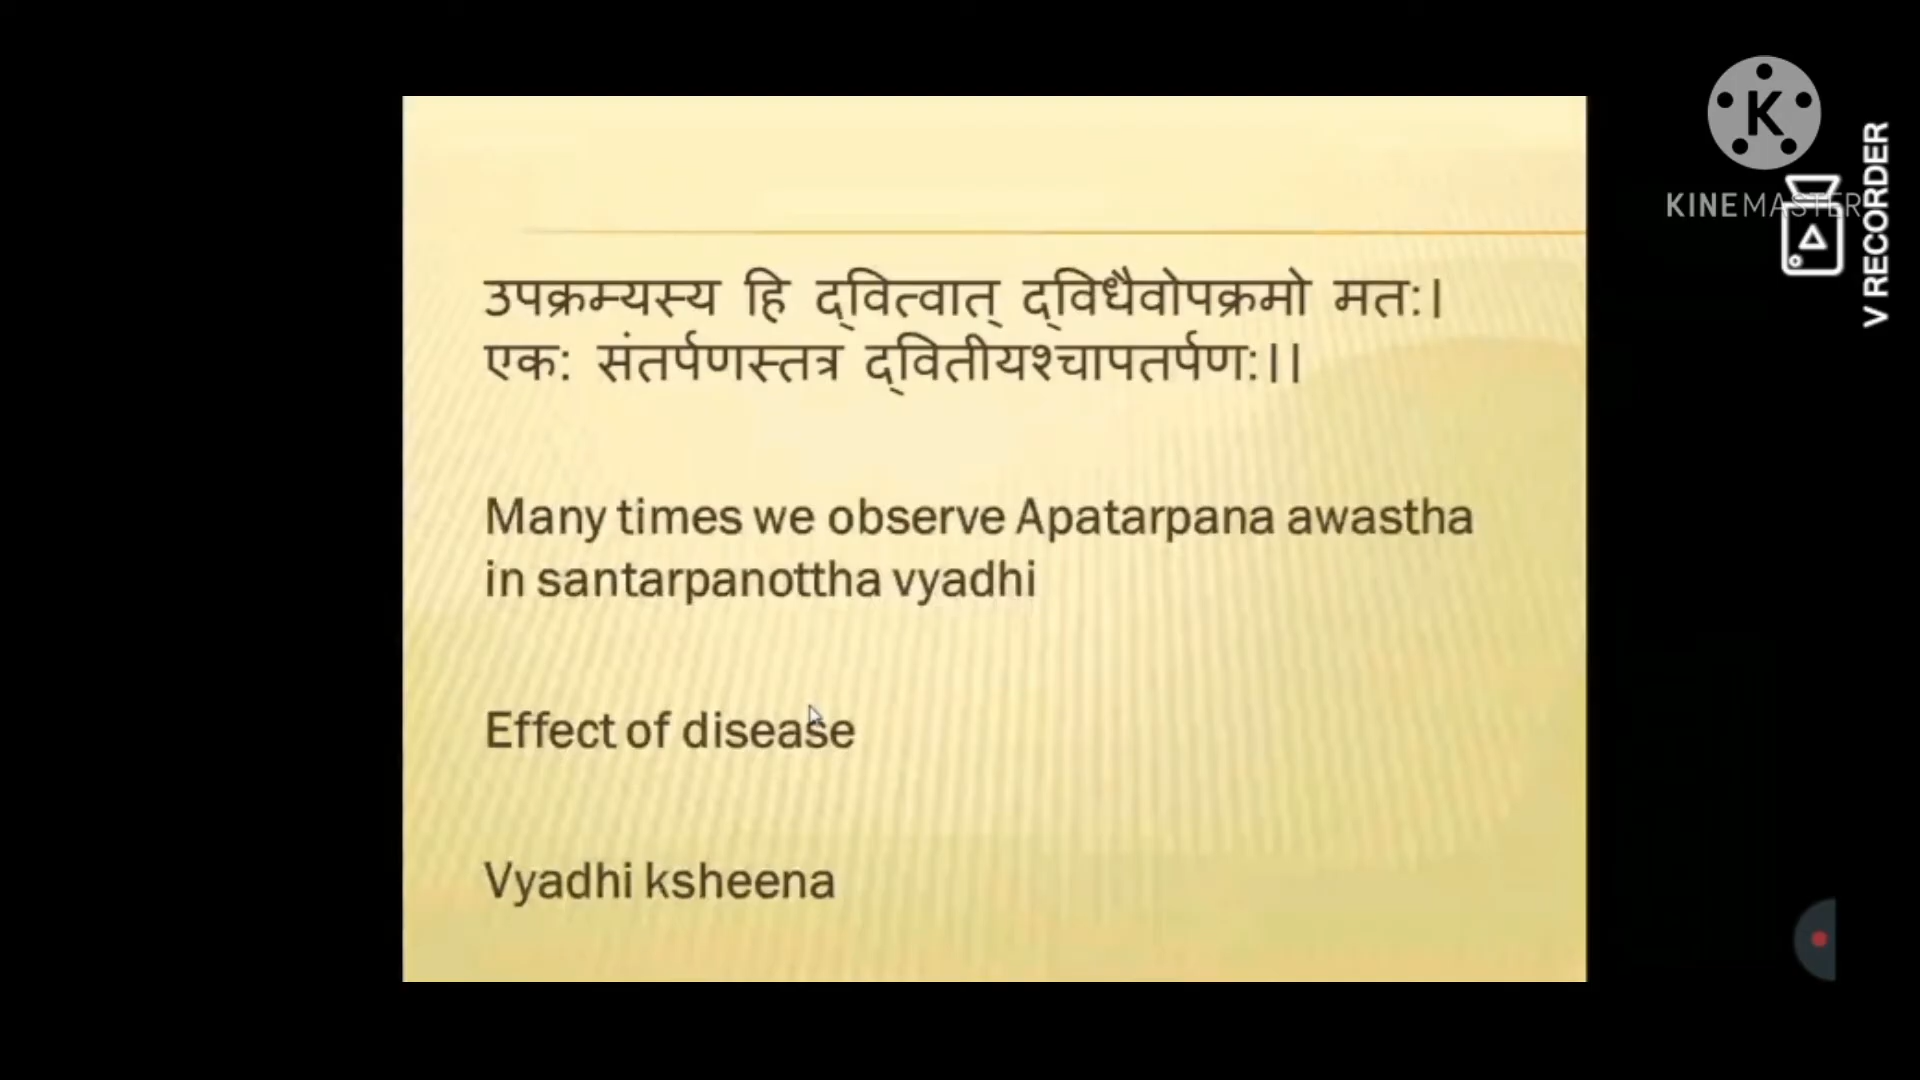 उपक्रम्यस्य हि द्वित्वात् द्विधैवोपक्रमो मत:।
एक: संतर्पणस्तत्र द्वितीयश्चापतर्पण:।।
Many times we observe Apatarpana awastha
in santarpanottha vyadhi
Effect of disease
Vyadhi ksheena
K
KINEMASTER
V RECORDER